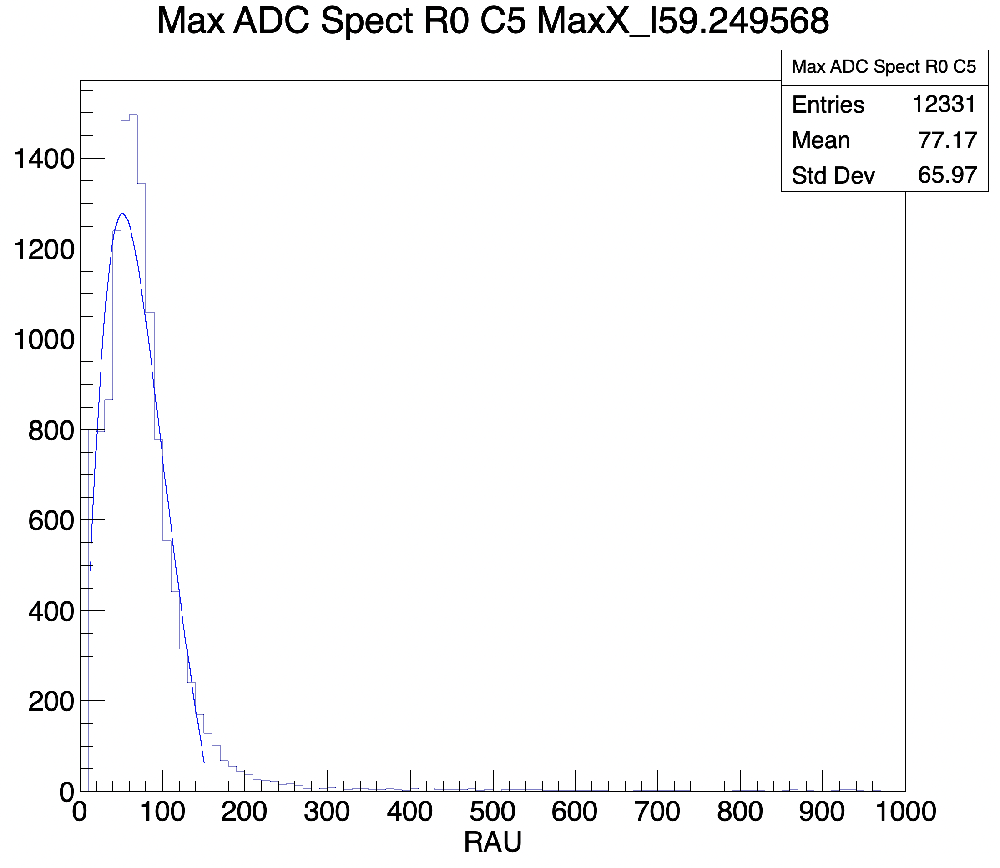 Max ADC Spect R0 C5 MaxX_I59.249568
Max ADC Spect R0 C5
Entries 12331
Mean 77.17
Std Dev 65.97
1400
1200
1000
800
600
400
200
0
0 100 200 300 400 500 600 700 800 900 1000
RAU